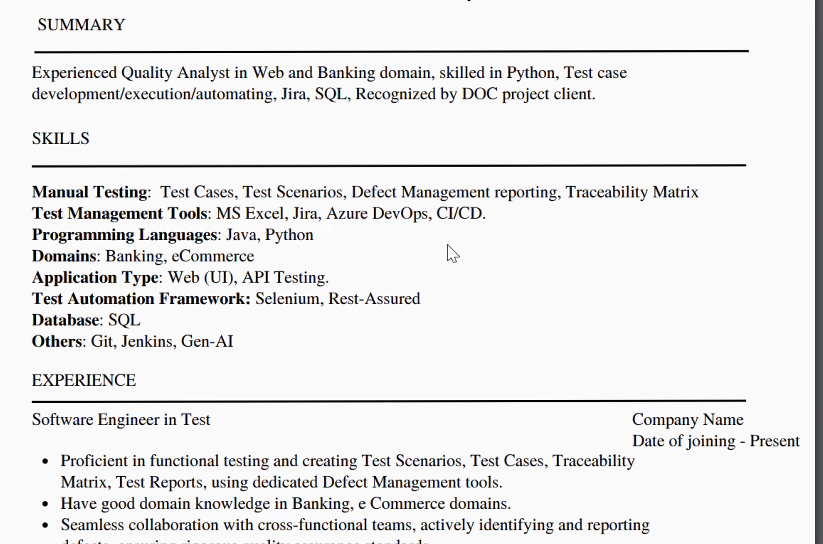 SUMMARY
Experienced Quality Analyst in Web and Banking domain, skilled in Python, Test case
development/execution/automating, Jira, SQL, Recognized by DOC project client.
SKILLS
Manual Testing:  Test Cases, Test Scenarios, Defect Management reporting, Traceability Matrix
Test Management Tools: MS Excel, Jira, Azure DevOps, CI/CD.
Programming Languages: Java, Python
Domains: Banking, eCommerce
Application Type: Web (UI), API Testing.
Test Automation Framework: Selenium, Rest-Assured
Database: SQL
Others: Git, Jenkins, Gen-AI
EXPERIENCE
Software Engineer in Test
Company Name
Date of joining - Present
• Proficient in functional testing and creating Test Scenarios, Test Cases, Traceability
Matrix, Test Reports, using dedicated Defect Management tools.
• Have good domain knowledge in Banking, e Commerce domains.
• Seamless collaboration with cross-functional teams, actively identifying and reporting